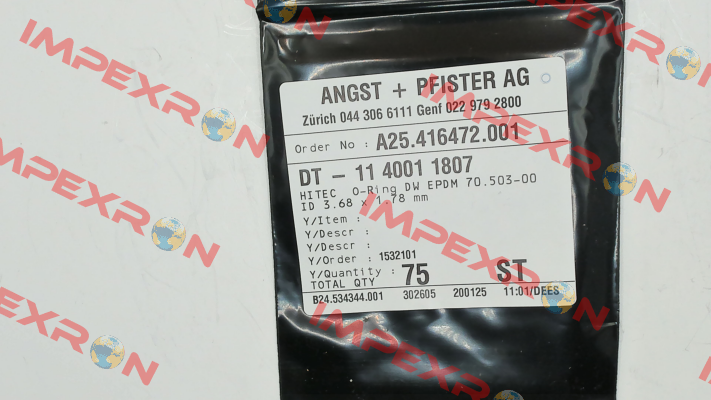 ANGST + PFISTER AG
Zürich 044 306 6111 Genf 022 979 2800
Order No : A25.416472.001
DT - 11 4001 1807
HITEC O-Ring DW EPDM 70.503-00
ID 3.68 x 1.78 mm
Y/Item :
Y/Descr :
Y/Descr :
Y/Order : 1532101
Y/Quantity : 75 ST
TOTAL QTY
B24.534344.001 302605 200125 11:01/DEES
IMPEXRON
IMPEXRON
IMPEXRON
IMPEXRON
IMPEXRON
IMPEXRON
IMPEXRON